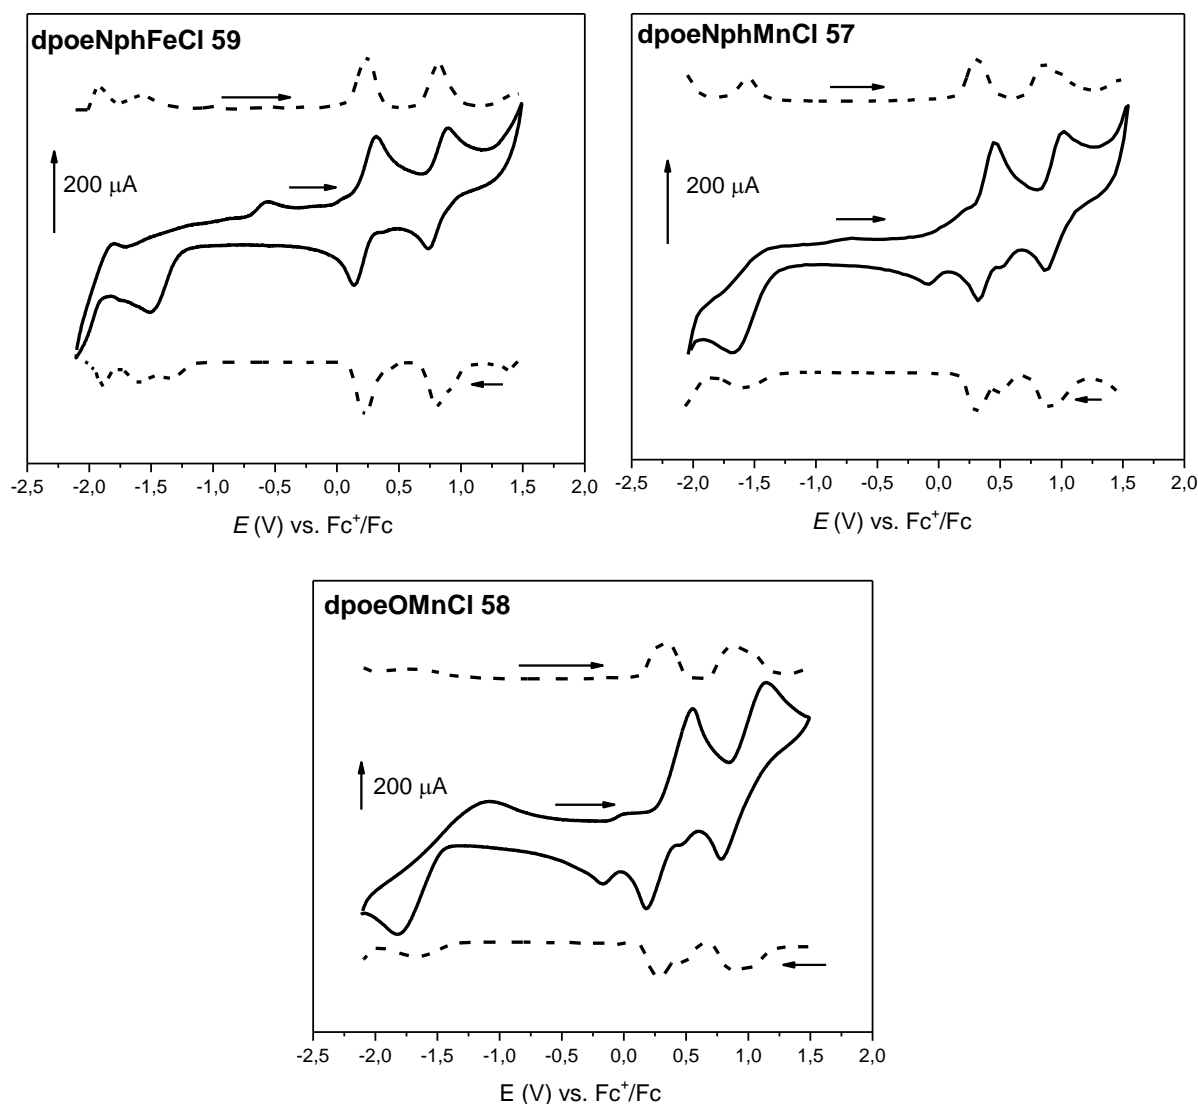 dpoeNphFeCl 59
200 μA
-2,5 -2,0 -1,5 -1,0 -0,5 0,0 0,5 1,0 1,5 2,0
E (V) vs. Fc⁺/Fc
dpoeNphMnCl 57
200 μA
-2,5 -2,0 -1,5 -1,0 -0,5 0,0 0,5 1,0 1,5 2,0
E (V) vs. Fc⁺/Fc
dpoeOMnCl 58
200 μA
-2,5 -2,0 -1,5 -1,0 -0,5 0,0 0,5 1,0 1,5 2,0
E (V) vs. Fc⁺/Fc